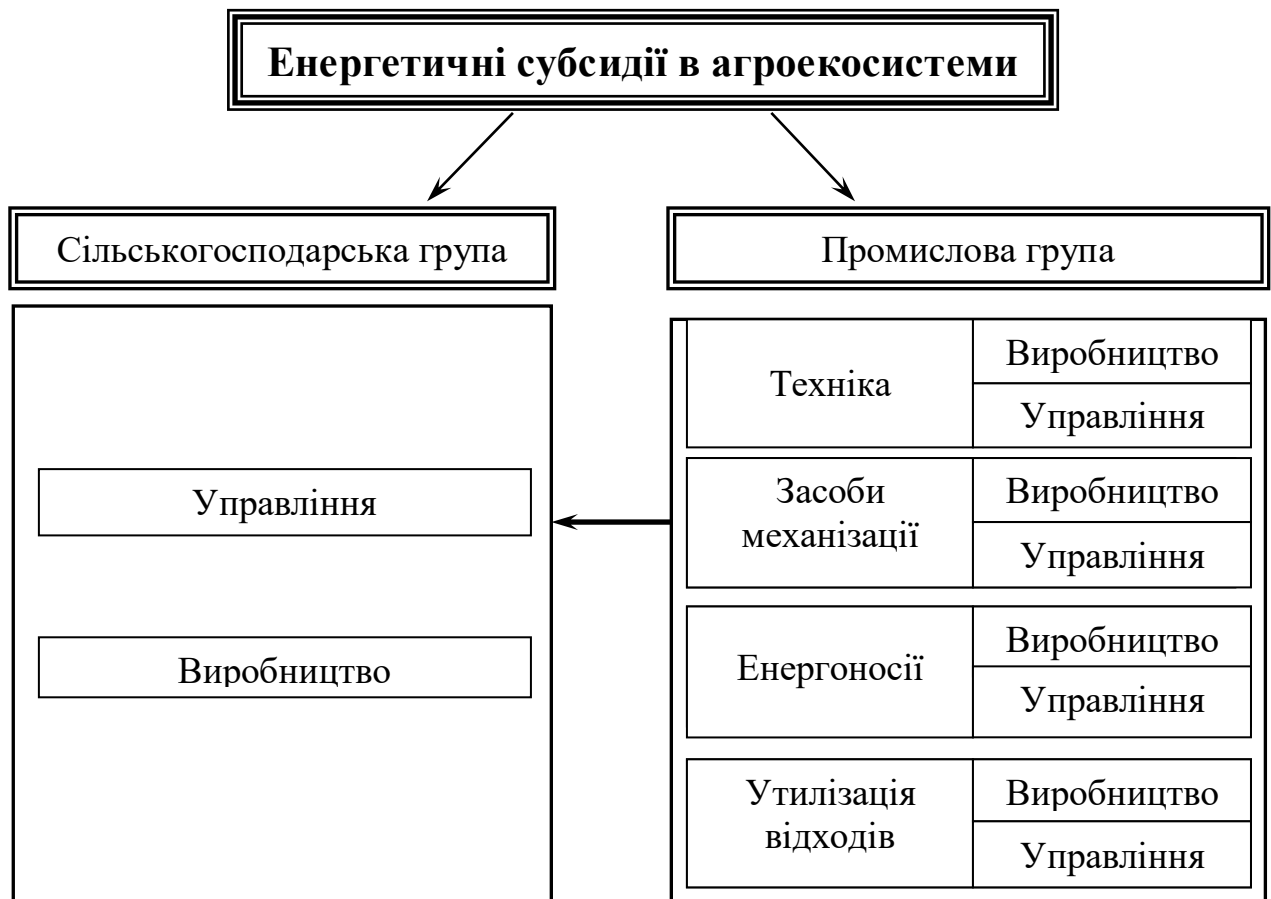 Енергетичні субсидії в агроекосистеми
Сільськогосподарська група
Управління
Виробництво
Промислова група
Техніка
Виробництво
Управління
Засоби
механізації
Виробництво
Управління
Енергоносії
Виробництво
Управління
Утилізація
відходів
Виробництво
Управління